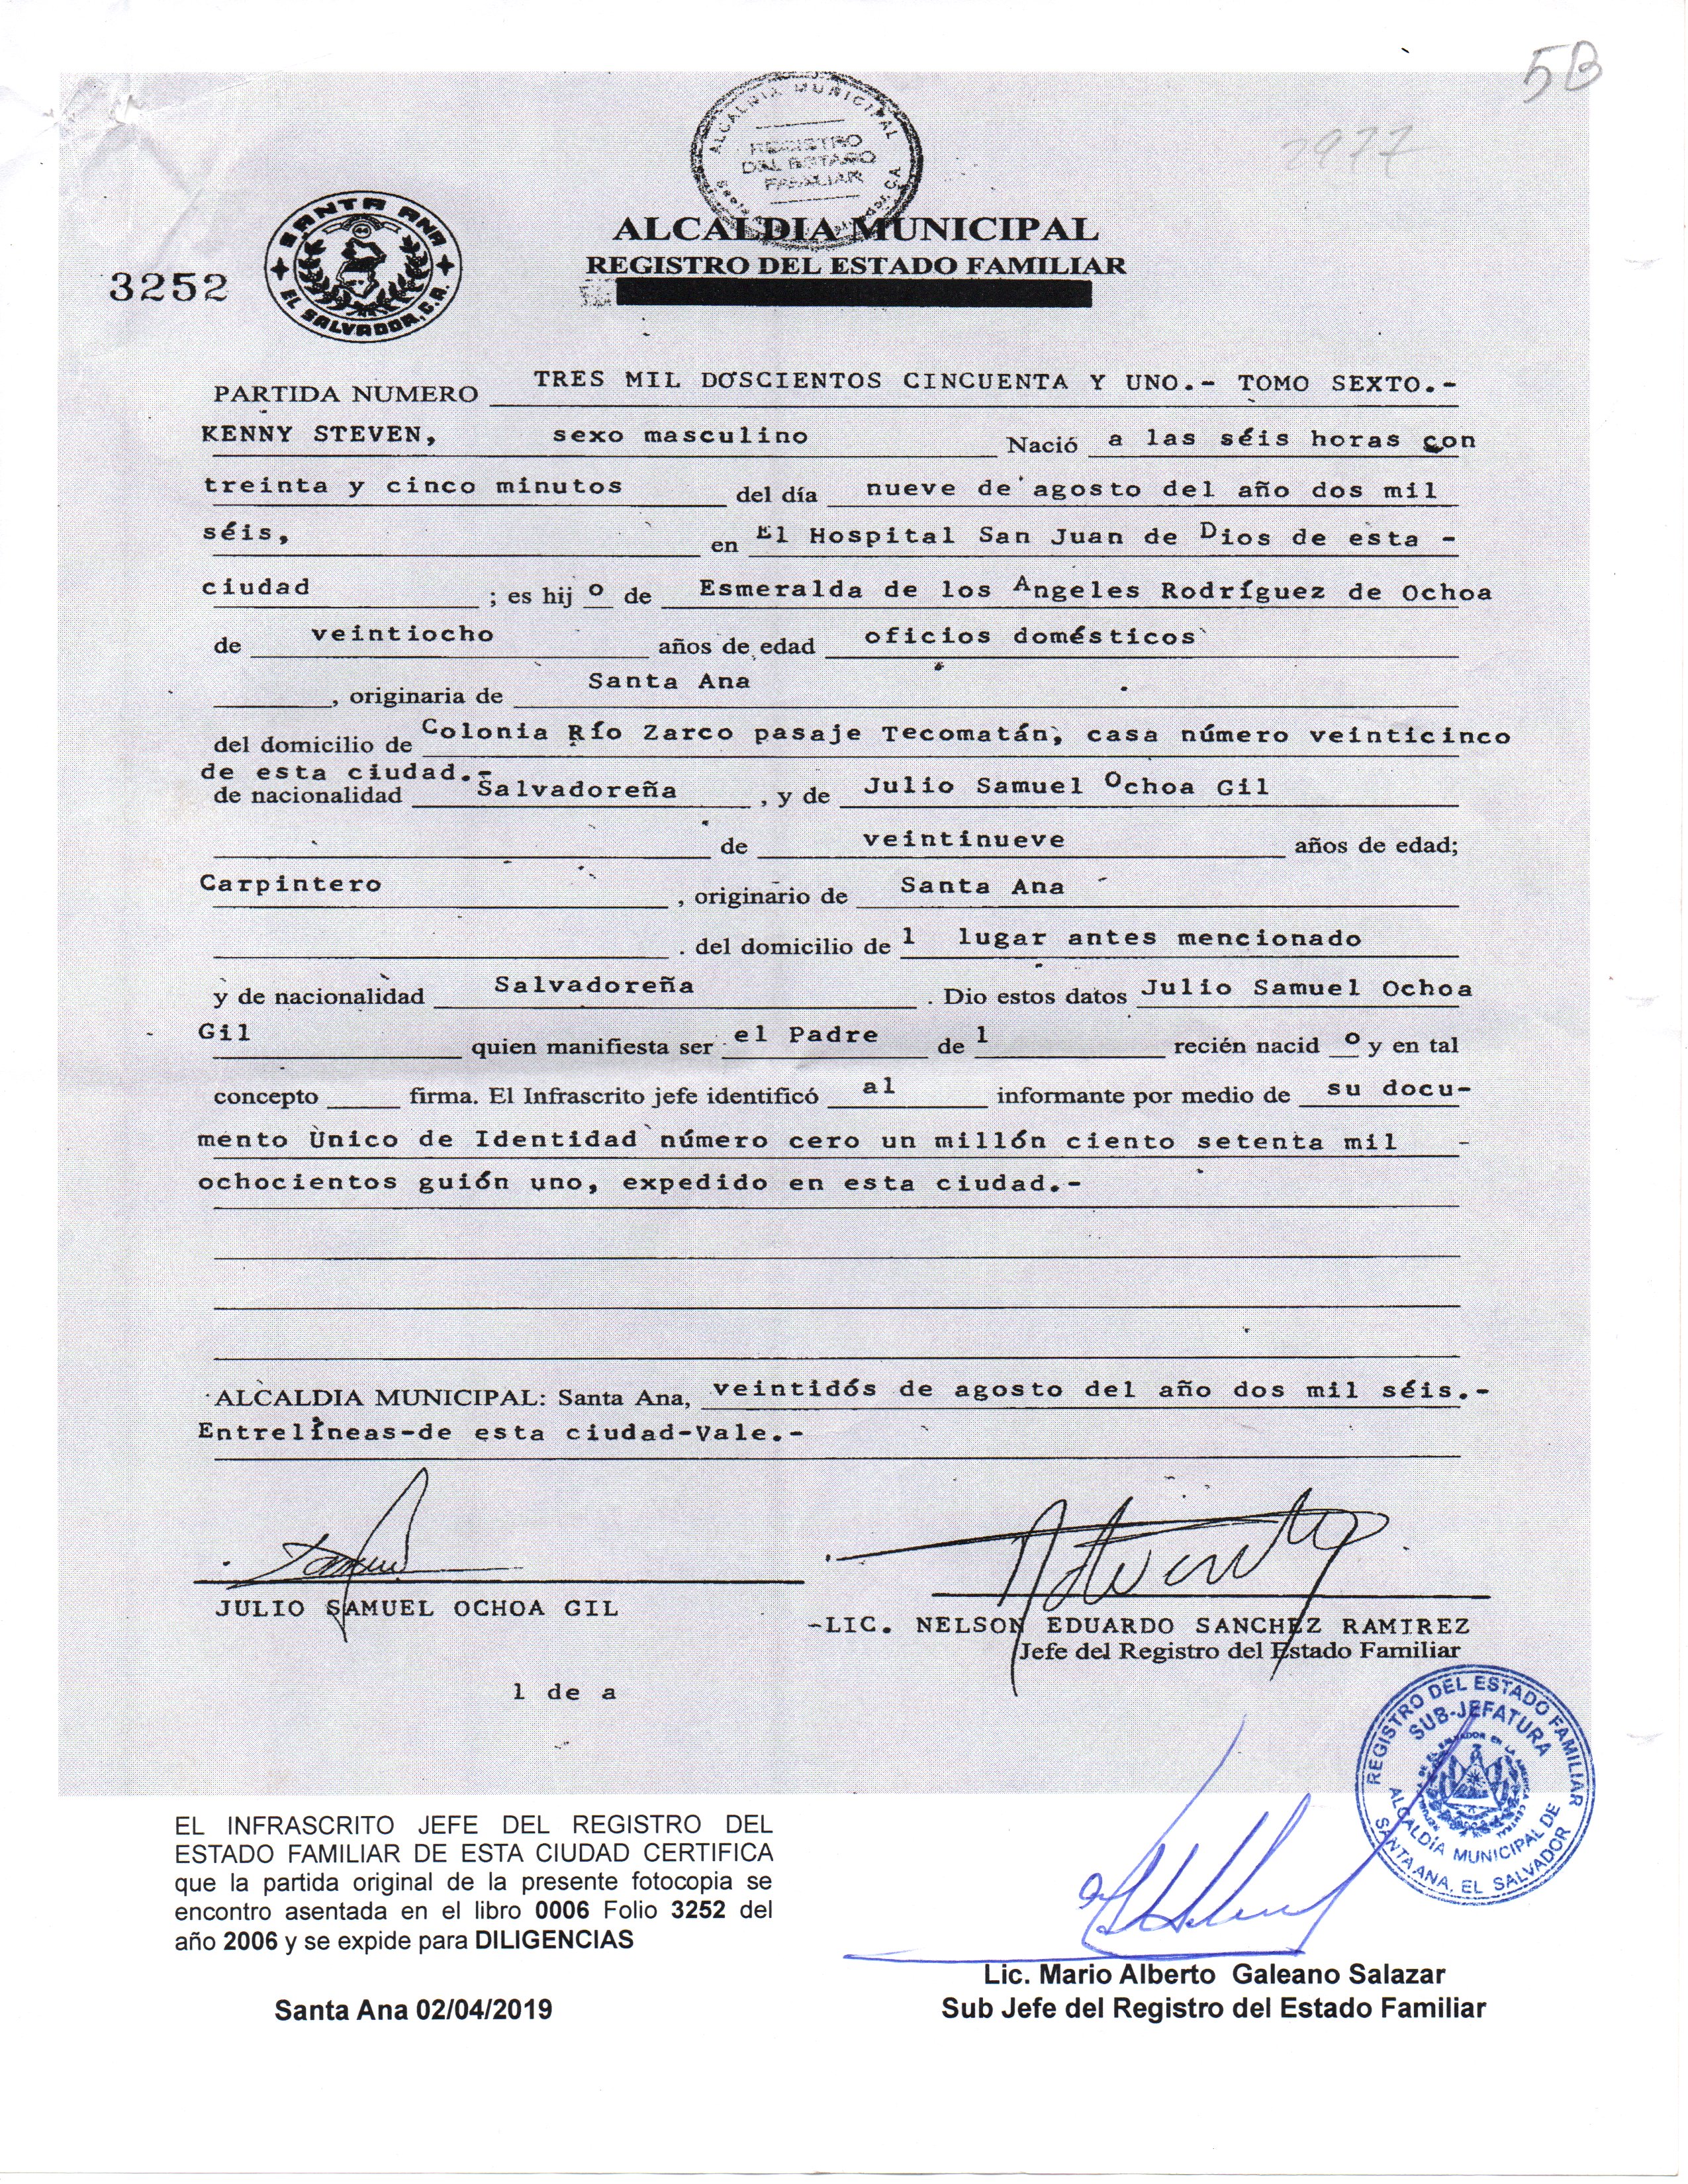 5B
2977
ALCALDIA MUNICIPAL
REGISTRO
DEL ESTADO
FAMILIAR
SANTA ANA
EL SALVADOR, C.A.
3252
ALCALDIA MUNICIPAL
REGISTRO DEL ESTADO FAMILIAR
PARTIDA NUMERO TRES MIL DOSCIENTOS CINCUENTA Y UNO.- TOMO SEXTO.-
KENNY STEVEN, sexo masculino Nació a las séis horas con
treinta y cinco minutos del día nueve de agosto del año dos mil
séis, en El Hospital San Juan de Dios de esta -
ciudad ; es hij o de Esmeralda de los Angeles Rodríguez de Ochoa
de veintiocho años de edad oficios domésticos
, originaria de Santa Ana
del domicilio de Colonia Río Zarco pasaje Tecomatán, casa número veinticinco
de esta ciudad.-
de nacionalidad Salvadoreña , y de Julio Samuel Ochoa Gil
de veintinueve años de edad;
Carpintero , originario de Santa Ana
. del domicilio de l lugar antes mencionado
y de nacionalidad Salvadoreña . Dio estos datos Julio Samuel Ochoa
Gil quien manifiesta ser el Padre de l recién nacid o y en tal
concepto firma. El Infrascrito jefe identificó al informante por medio de su docu-
mento Unico de Identidad número cero un millón ciento setenta mil -
ochocientos guión uno, expedido en esta ciudad.-
ALCALDIA MUNICIPAL: Santa Ana, veintidós de agosto del año dos mil séis.-
Entrelíneas-de esta ciudad-Vale.-
JULIO SAMUEL OCHOA GIL
-LIC. NELSON EDUARDO SANCHEZ RAMIREZ
Jefe del Registro del Estado Familiar
1 de a
REGISTRO DEL ESTADO FAMILIAR
SUB-JEFATURA
ALCALDÍA MUNICIPAL DE
SANTA ANA, EL SALVADOR
EL INFRASCRITO JEFE DEL REGISTRO DEL
ESTADO FAMILIAR DE ESTA CIUDAD CERTIFICA
que la partida original de la presente fotocopia se
encontro asentada en el libro 0006 Folio 3252 del
año 2006 y se expide para DILIGENCIAS
Santa Ana 02/04/2019
Lic. Mario Alberto Galeano Salazar
Sub Jefe del Registro del Estado Familiar